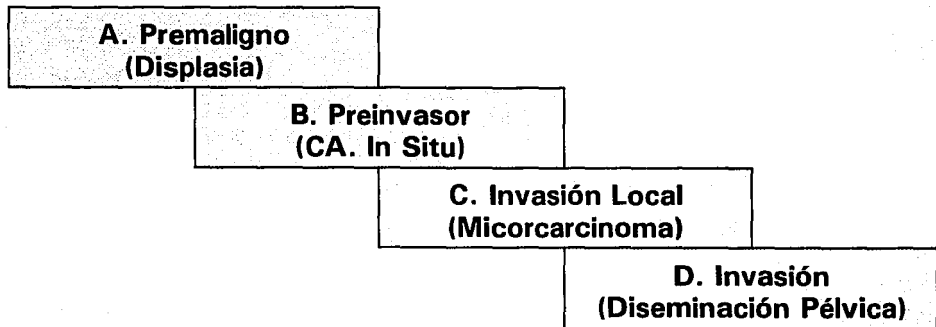 A. Premaligno
(Displasia)
B. Preinvasor
(CA. In Situ)
C. Invasión Local
(Micorcarcinoma)
D. Invasión
(Diseminación Pélvica)